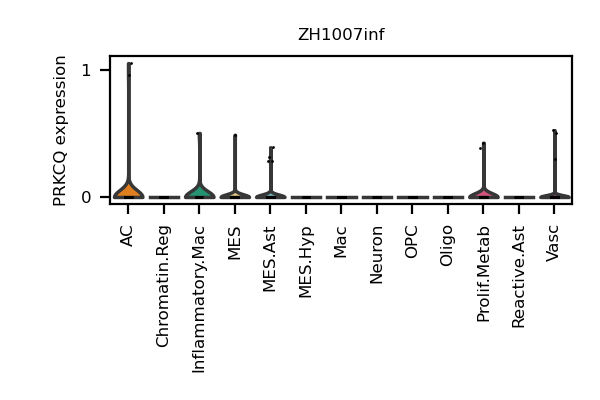 ZH1007inf
PRKCQ expression
1
0
AC
Chromatin.Reg
Inflammatory.Mac
MES
MES.Ast
MES.Hyp
Mac
Neuron
OPC
Oligo
Prolif.Metab
Reactive.Ast
Vasc